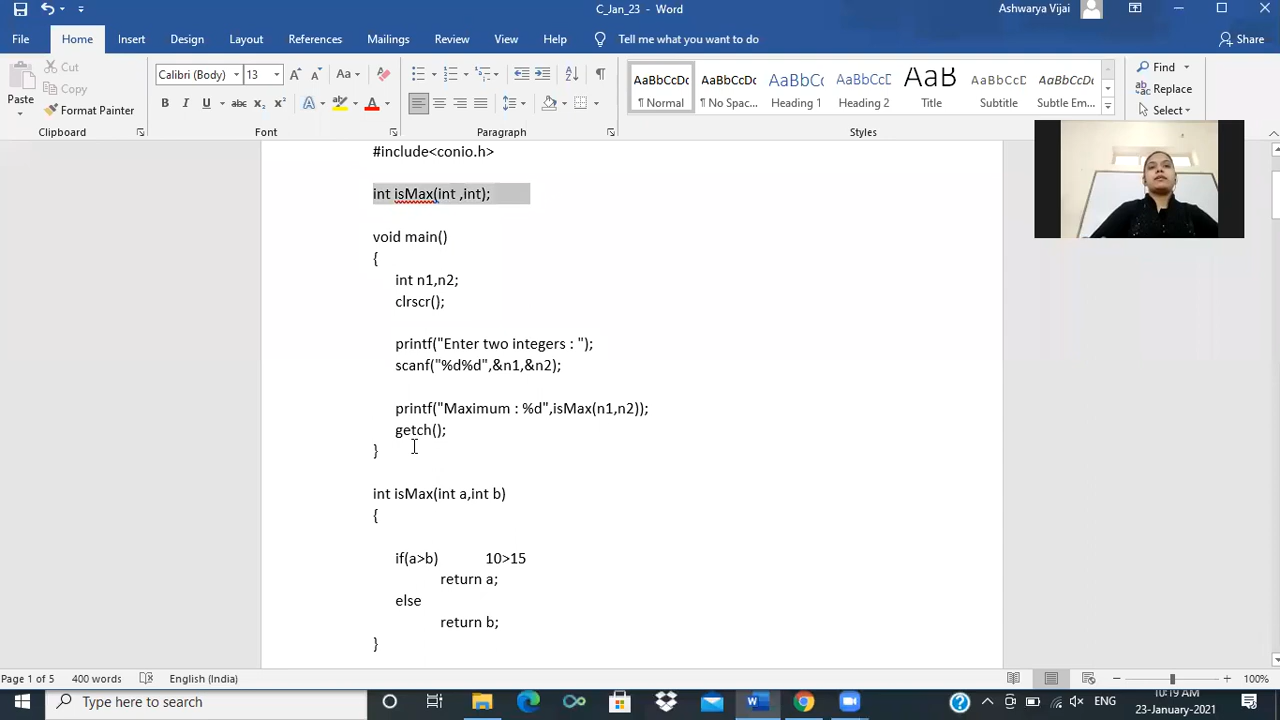 C_Jan_23 - Word
Ashwarya Vijai
File Home Insert Design Layout References Mailings Review View Help Tell me what you want to do Share
Paste
Cut
Copy
Format Painter
Clipboard
Calibri (Body) 13
Font
Paragraph
AaBbCcDc AaBbCcDc AaBbCc AaBbCcD AaB AaBbCcD AaBbCcD
¶ Normal ¶ No Spac... Heading 1 Heading 2 Title Subtitle Subtle Em...
Styles
Find
Replace
Select
#include<conio.h>
int isMax(int ,int);
void main()
{
int n1,n2;
clrscr();
printf("Enter two integers : ");
scanf("%d%d",&n1,&n2);
printf("Maximum : %d",isMax(n1,n2));
getch();
}
int isMax(int a,int b)
{
if(a>b) 10>15
return a;
else
return b;
}
Page 1 of 5 400 words English (India) 100%
Type here to search
ENG
10:19 AM
23-January-2021